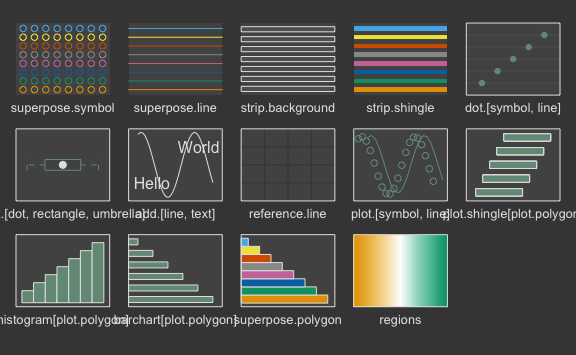 superpose.symbol
superpose.line
strip.background
strip.shingle
dot.[symbol, line]
World
Hello
[dot, rectangle, umbrella]
add.[line, text]
reference.line
plot.[symbol, line]
plot.shingle[plot.polygon
histogram[plot.polygon]
barchart[plot.polygon]
superpose.polygon
regions